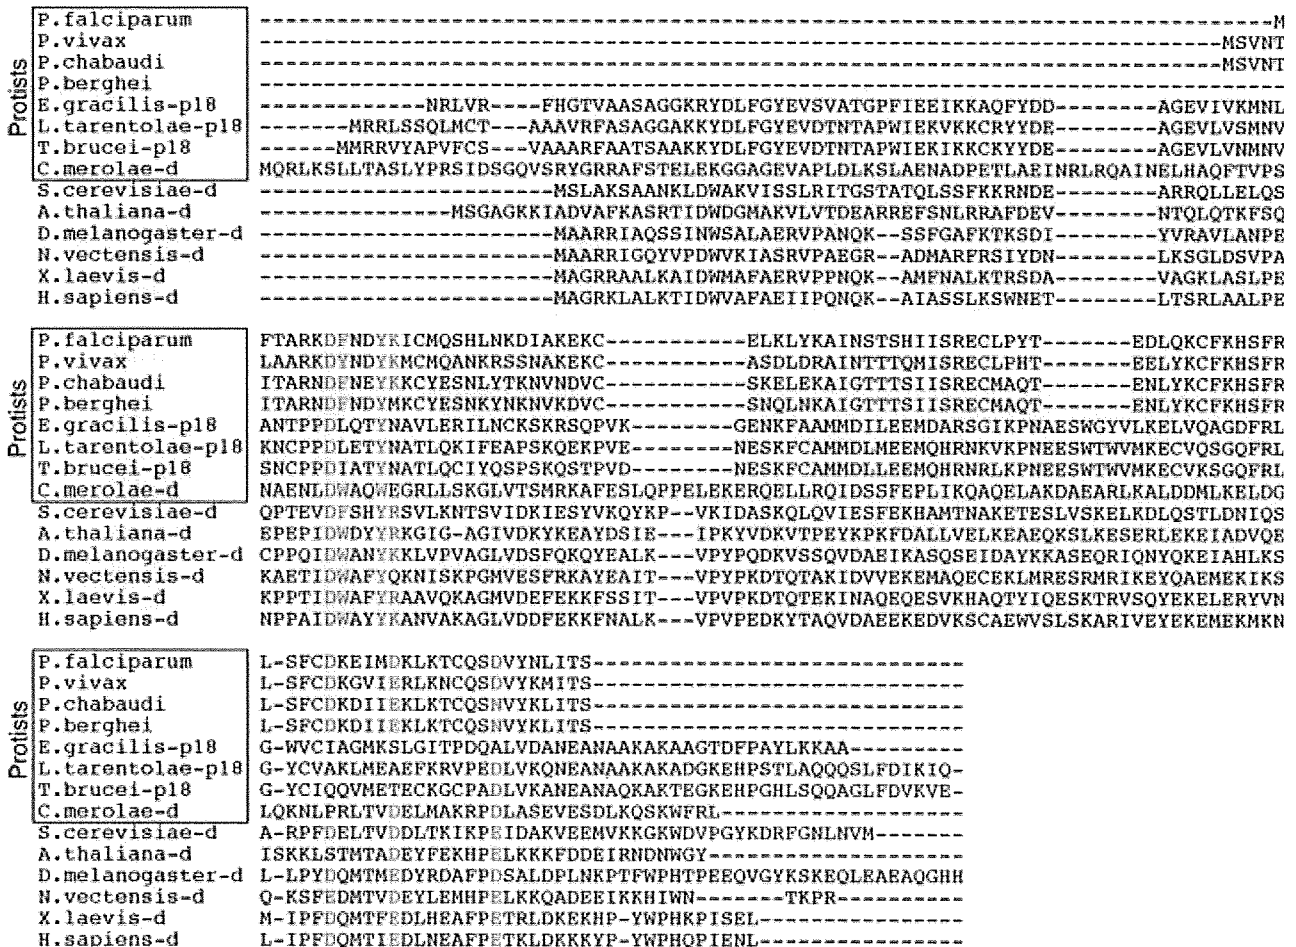 Protists
P.falciparum --------------------------------------------------------------------------M
P.vivax ----------------------------------------------------------------------MSVNT
P.chabaudi ----------------------------------------------------------------------MSVNT
P.berghei ---------------------------------------------------------------------------
E.gracilis-p18 ------------NRLVR----FHGTVAASAGGKRYDLFGYEVSVATGPFIEEIKKAQFYDD--------AGEVIVKMNL
L.tarentolae-p18 -------MRRLSSQLMCT---AAAVRFASAGGAKKYDLFGYEVDTNTAPWIEKVKKCRYYDE--------AGEVLVSMNV
T.brucei-p18 -------MMRRVYAPVFCS---VAAARFAATSAAKKYDLFGYEVDTNTAPWIEKIKKCKYYDE--------AGEVLVNMNV
C.merolae-d MQRLKSLLTASLYPRSIDSGQVSRYGRRAFSTELEKGGAGEVAPLDLKSLAENADPETLAEINRLRQAINELHAQFTVPS
S.cerevisiae-d ---------------------MSLAKSAANKLDWAKVISSLRITGSTATQLSSFKKRNDE--------ARRQLLELQS
A.thaliana-d --------------MSGAGKKIADVAFKASRTIDWDGMAKVLVTDEARREFSNLRRAFDEV--------NTQLQTKFSQ
D.melanogaster-d ---------------------MAARRIAQSSINWSALAERVPANQK--SSFGAFKTKSDI--------YVRAVLANPE
N.vectensis-d ---------------------MAARRIGQYVPDWVKIASRVPAEGR--ADMARFRSIYDN--------LKSGLDSVPA
X.laevis-d ---------------------MAGRRAALKAIDWMAFAERVPPNQK--AMFNALKTRSDA--------VAGKLASLPE
H.sapiens-d ---------------------MAGRKLALKTIDWVAFAEIIPQNQK--AIASSLKSWNET--------LTSRLAALPE
Protists
P.falciparum FTARKDFNDYKICMQSHLNKDIAKEKC----------ELKLYKAINSTSHIISRECLPYT-------EDLQKCFKHSFR
P.vivax LAARKDYNDYKMCMQANKRSSNAKEKC----------ASDLDRAINTTTQMISRECLPHT-------EELYKCFKHSFR
P.chabaudi ITARNDFNEYKKCYESNLYTKNVNDVC----------SKELEKAIGTTTSIISRECMAQT-------ENLYKCFKHSFR
P.berghei ITARNDFNDYMKCYESNKYNKNVKDVC----------SNQLNKAIGTTTSIISRECMAQT-------ENLYKCFKHSFR
E.gracilis-p18 ANTPPDLQTYNAVLERILNCKSKRSQPVK--------GENKFAAMMDILEEMDARSGIKPNAESWGYVLKELVQAGDFRL
L.tarentolae-p18 KNCPPDLETYNATLQKIFEAPSKQEKPVE--------NESKFCAMMDLMEEMQHRNKVKPNEESWTWVMKECVQSGQFRL
T.brucei-p18 SNCPPDIATYNATLQCIYQSPSKQSTPVD--------NESKFCAMMDLLEEMQHRNRLKPNEESWTWVMKECVKSGQFRL
C.merolae-d NAENLDWAQWEGRLLSKGLVTSMRKAFESLQPPELEKERQELLRQIDSSFEPLIKQAQELAKDAEARLKALDDMLKELDG
S.cerevisiae-d QPTEVDFSHYRSVLKNTSVIDKIESYVKQYKP--VKIDASKQLQVIESFEKHAMTNAKETESLVSKELKDLQSTLDNIQS
A.thaliana-d EPEPIDWDYYRKGIG-AGIVDKYKEAYDSIE---IPKYVDKVTPEYKPKFDALLVELKEAEQKSLKESERLEKEIADVQE
D.melanogaster-d CPPQIDWANYKKLVPVAGLVDSFQKQYEALK---VPYPQDKVSSQVDAEIKASQSEIDAYKKASEQRIQNYQKEIAHLKS
N.vectensis-d KAETIDWAFYQKNISKPGMVESFRKAYEAIT---VPYPKDTQTAKIDVVEKEMAQECEKLMRESRMRIKEYQAEMEKIKS
X.laevis-d KPPTIDWAFYRAAVQKAGMVDEFEKKFSSIT---VPVPKDTQTEKINAQEQESVKHAQTYIQESKTRVSQYEKELERYVN
H.sapiens-d NPPAIDWAYYKANVAKAGLVDDFEKKFNALK---VPVPEDKYTAQVDAEEKEDVKSCAEWVSLSKARIVEYEKEMEKMKN
Protists
P.falciparum L-SFCDKEIMDKLKTCQSDVYNLITS---------------------------
P.vivax L-SFCDKGVIERLKNCQSDVYKMITS---------------------------
P.chabaudi L-SFCDKDIIEKLKTCQSNVYKLITS---------------------------
P.berghei L-SFCDKDIIEKLKTCQSNVYKLITS---------------------------
E.gracilis-p18 G-WVCIAGMKSLGITPDQALVDANEANAAKAKAAGTDFPAYLKKAA---------
L.tarentolae-p18 G-YCVAKLMEAEFKRVPEDLVKQNEANAAKAKADGKEHPSTLAQQQSLFDIKIQ-
T.brucei-p18 G-YCIQQVMETECKGCPADLVKANEANAQKAKTEGKEHPGHLSQQAGLFDVKVE-
C.merolae-d LQKNLPRLTVDELMAKRPDLASEVESDLKQSKWFRL-------------------
S.cerevisiae-d A-RPFDELTVDDLTKIKPEIDAKVEEMVKKGKWDVPGYKDRFGNLNVM-------
A.thaliana-d ISKKLSTMTADEYFEKHPELKKKFDDEIRNDNWGY--------------------
D.melanogaster-d L-LPYDQMTMEDYRDAFPDSALDPLNKPTFWPHTPEEQVGYKSKEQLEAEAQGHH
N.vectensis-d Q-KSFEDMTVDEYLEMHPELKKQADEEIKKHIWN-------TKPR----------
X.laevis-d M-IPFDQMTFEDLHEAFPETRLDKEKHP-YWPHKPISEL----------------
H.sapiens-d L-IPFDQMTIEDLNEAFPETKLDKKKYP-YWPHQPIENL----------------